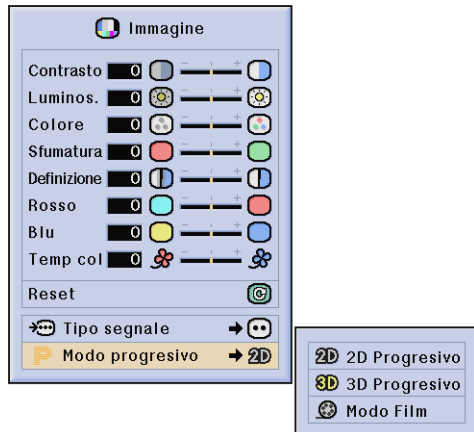 Immagine
Contrasto 0 - +
Luminos. 0 - +
Colore 0 - +
Sfumatura 0 - +
Definizione 0 - +
Rosso 0 - +
Blu 0 - +
Temp col 0 - +
Reset
Tipo segnale
P Modo progresivo 2D
2D 2D Progresivo
3D 3D Progresivo
Modo Film